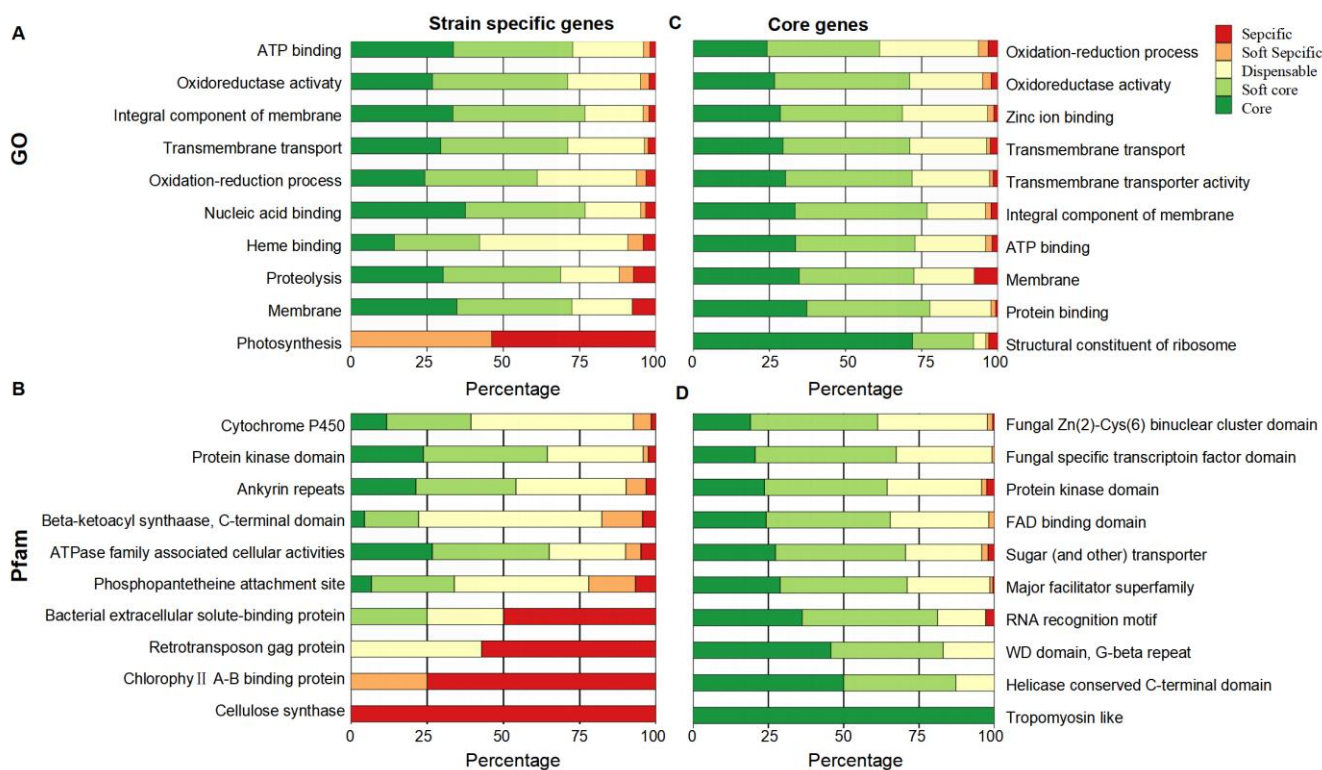 A
Strain specific genes
GO
ATP binding
Oxidoreductase activaty
Integral component of membrane
Transmembrane transport
Oxidation-reduction process
Nucleic acid binding
Heme binding
Proteolysis
Membrane
Photosynthesis
0 25 50 75 100
Percentage
C
Core genes
Oxidation-reduction process
Oxidoreductase activaty
Zinc ion binding
Transmembrane transport
Transmembrane transporter activity
Integral component of membrane
ATP binding
Membrane
Protein binding
Structural constituent of ribosome
0 25 50 75 100
Percentage
Sepcific
Soft Sepcific
Dispensable
Soft core
Core
B
Pfam
Cytochrome P450
Protein kinase domain
Ankyrin repeats
Beta-ketoacyl synthaase, C-terminal domain
ATPase family associated cellular activities
Phosphopantetheine attachment site
Bacterial extracellular solute-binding protein
Retrotransposon gag protein
Chlorophy Ⅱ A-B binding protein
Cellulose synthase
0 25 50 75 100
Percentage
D
Fungal Zn(2)-Cys(6) binuclear cluster domain
Fungal specific transcriptoin factor domain
Protein kinase domain
FAD binding domain
Sugar (and other) transporter
Major facilitator superfamily
RNA recognition motif
WD domain, G-beta repeat
Helicase conserved C-terminal domain
Tropomyosin like
0 25 50 75 100
Percentage